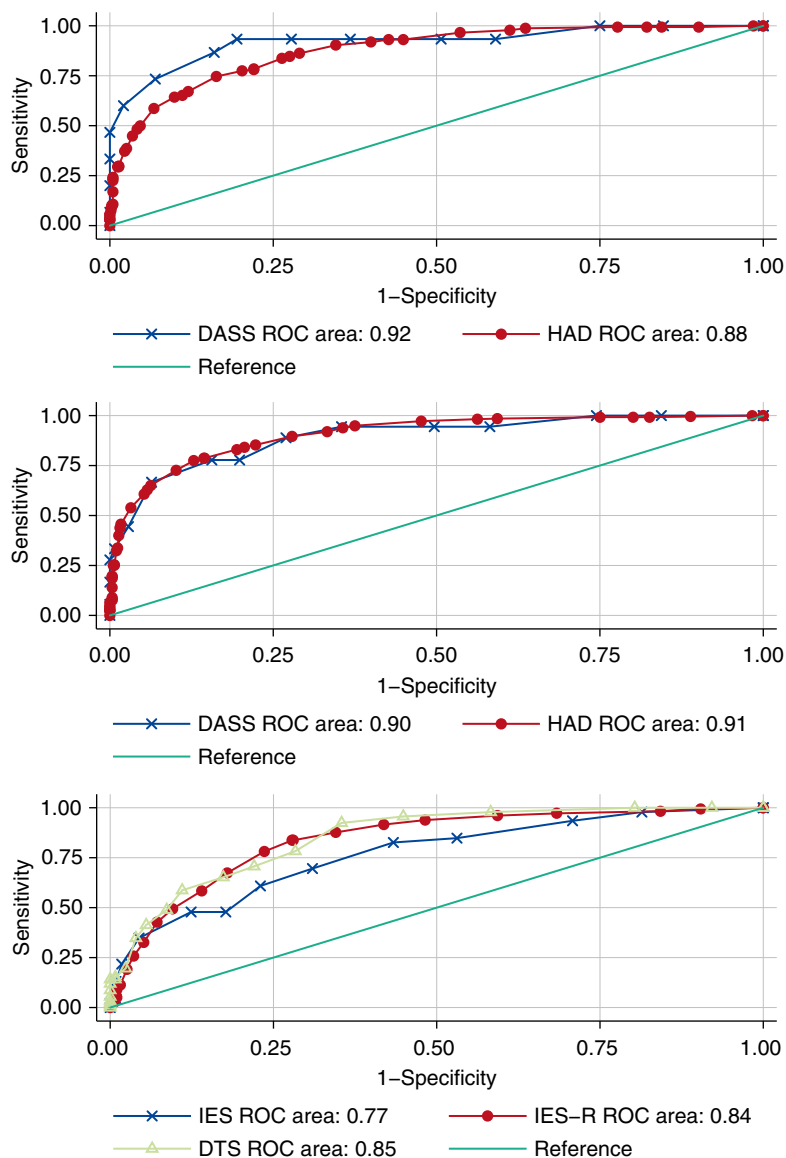 1.00
0.75
0.50
0.25
0.00
Sensitivity
0.00 0.25 0.50 0.75 1.00
1–Specificity
DASS ROC area: 0.92 HAD ROC area: 0.88
Reference
1.00
0.75
0.50
0.25
0.00
Sensitivity
0.00 0.25 0.50 0.75 1.00
1–Specificity
DASS ROC area: 0.90 HAD ROC area: 0.91
Reference
1.00
0.75
0.50
0.25
0.00
Sensitivity
0.00 0.25 0.50 0.75 1.00
1–Specificity
IES ROC area: 0.77 IES–R ROC area: 0.84
DTS ROC area: 0.85 Reference